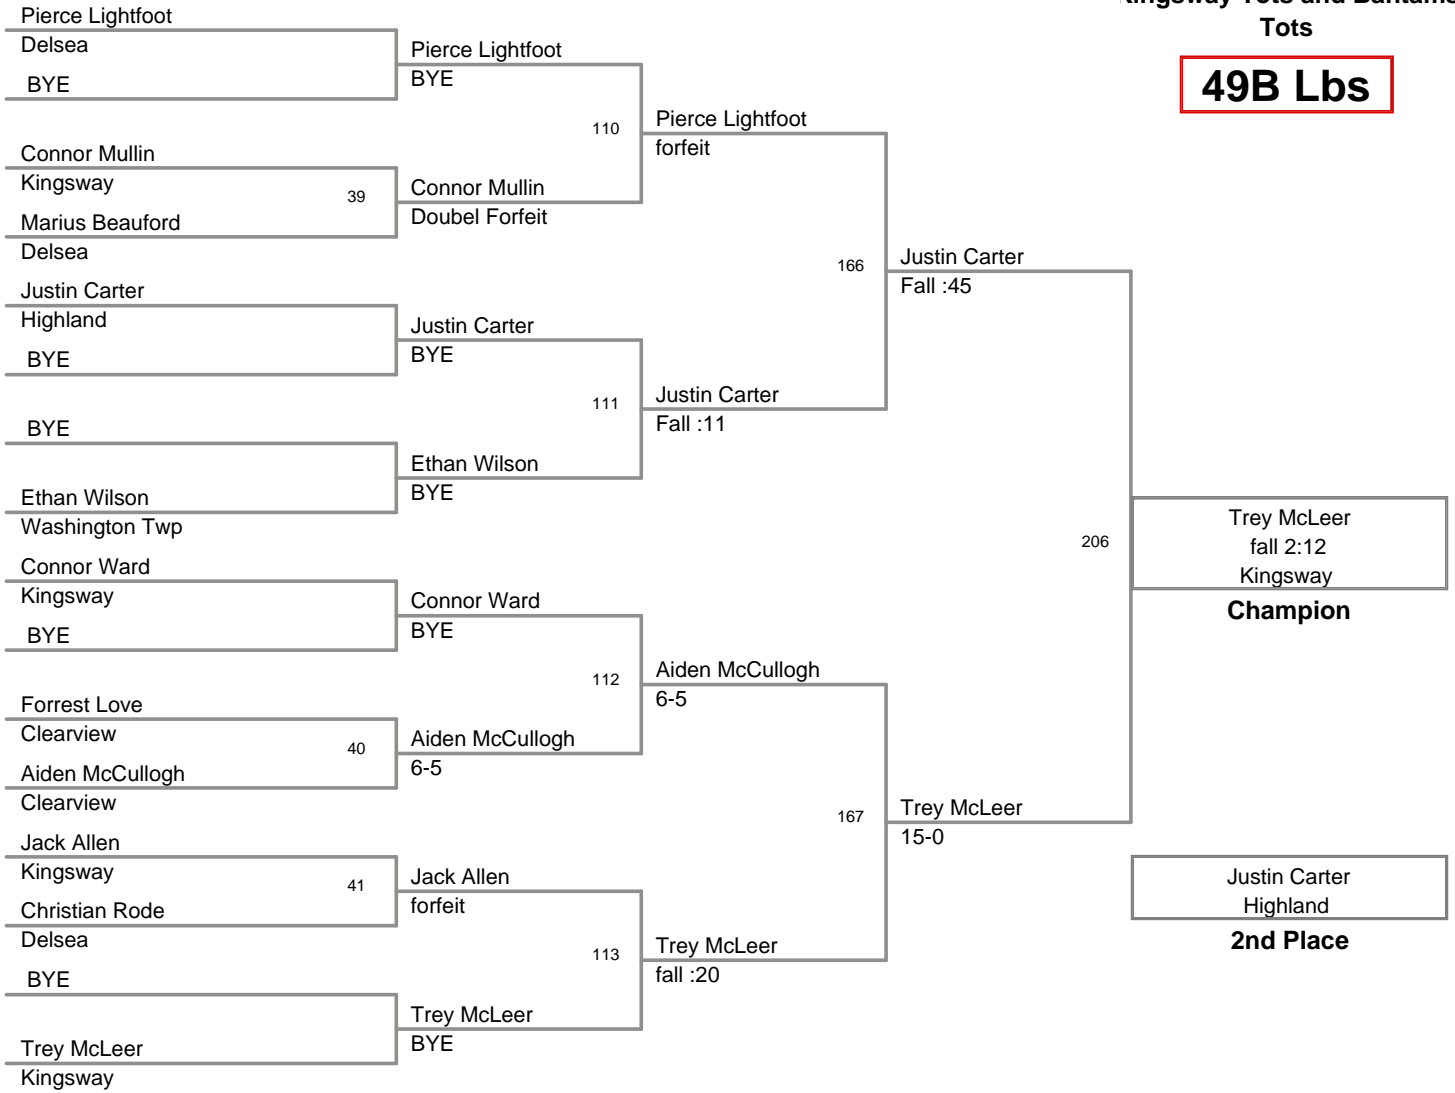 Tots and Bantams
Tots
49B Lbs
Pierce Lightfoot
Delsea
BYE
Connor Mullin
Kingsway
39
Marius Beauford
Delsea
Justin Carter
Highland
BYE
BYE
Ethan Wilson
Washington Twp
Connor Ward
Kingsway
BYE
Forrest Love
Clearview
40
Aiden McCullogh
Clearview
Jack Allen
Kingsway
41
Christian Rode
Delsea
BYE
Trey McLeer
Kingsway
Pierce Lightfoot
BYE
110
Connor Mullin
Doubel Forfeit
Justin Carter
BYE
111
Ethan Wilson
BYE
Connor Ward
BYE
112
Aiden McCullogh
6-5
Jack Allen
forfeit
113
Trey McLeer
BYE
Pierce Lightfoot
forfeit
166
Justin Carter
Fall :11
Aiden McCullogh
6-5
167
Trey McLeer
fall :20
Justin Carter
Fall :45
206
Trey McLeer
15-0
Trey McLeer
fall 2:12
Kingsway
Champion
Justin Carter
Highland
2nd Place